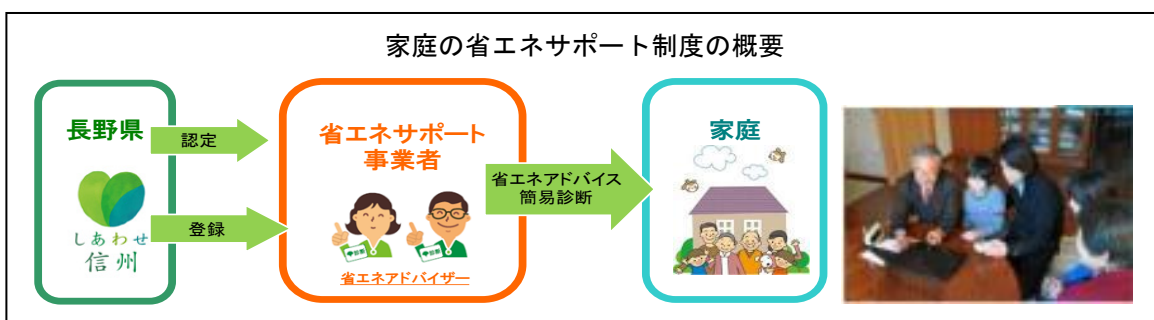 家庭の省エネサポート制度の概要
長野県
しあわせ
信州
認定
登録
省エネサポート
事業者
省エネアドバイザー
省エネアドバイス
簡易診断
家庭